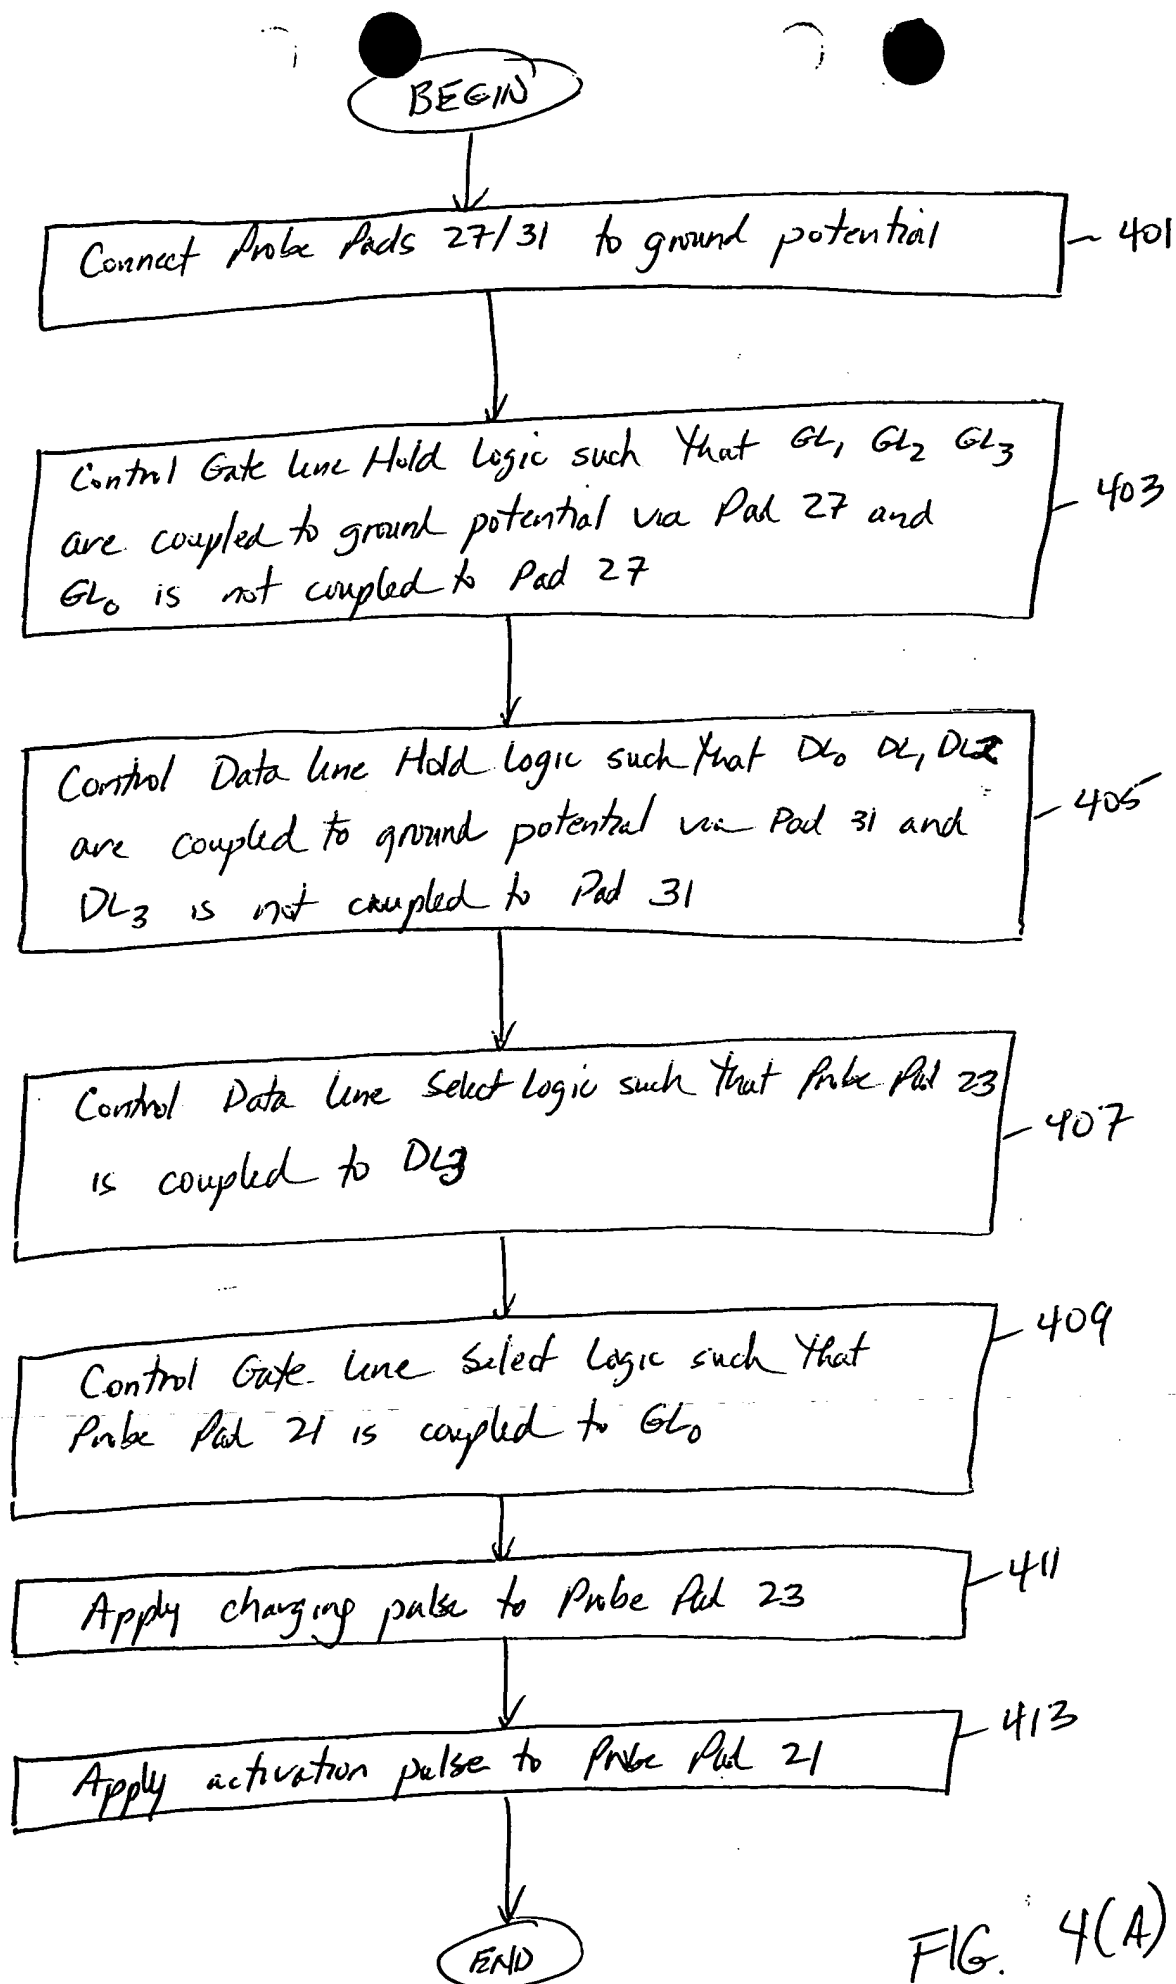 BEGIN
Connect Probe Pads 27/31 to ground potential
401
Control Gate line Hold Logic such that GL₁ GL₂ GL₃
are coupled to ground potential via Pad 27 and
GL₀ is not coupled to Pad 27
403
Control Data line Hold Logic such that DL₀ DL₁ DL₂
are coupled to ground potential via Pad 31 and
DL₃ is not coupled to Pad 31
405
Control Data line Select Logic such that Probe Pad 23
is coupled to DL₃
407
Control Gate line Select Logic such that
Probe Pad 21 is coupled to GL₀
409
Apply charging pulse to Probe Pad 23
411
Apply activation pulse to Probe Pad 21
413
END
FIG. 4(A)